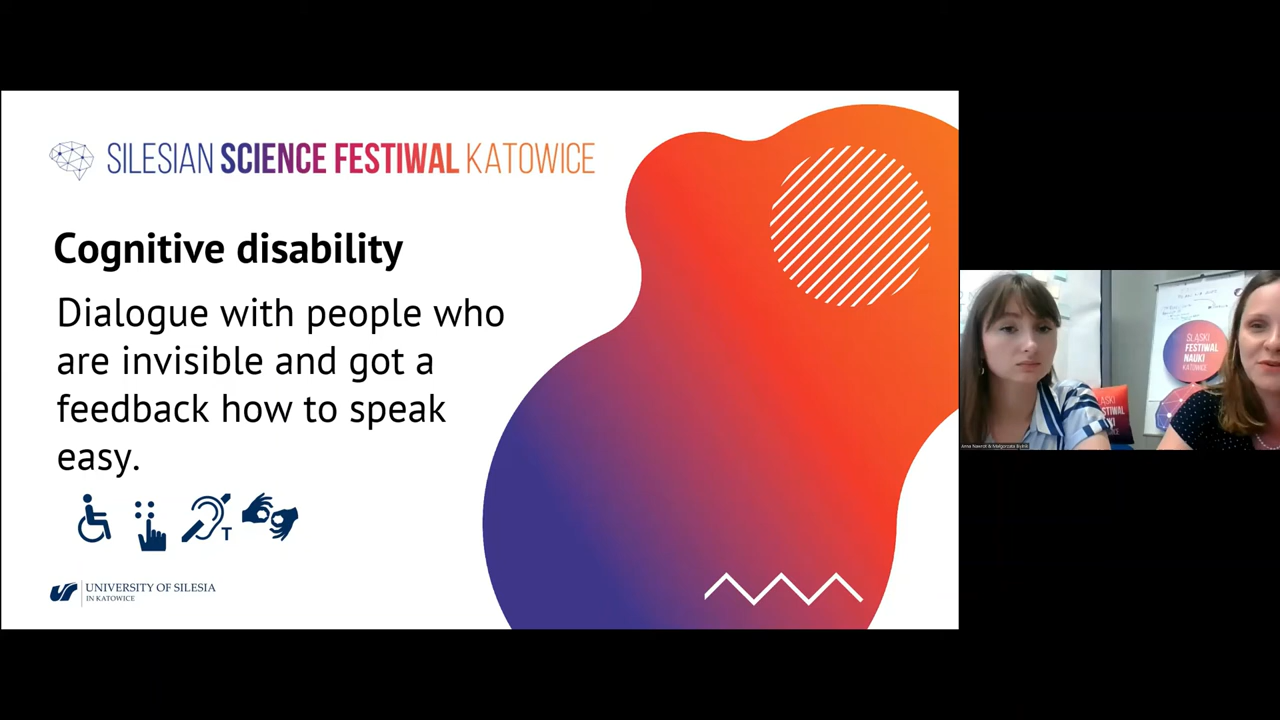 SILESIAN SCIENCE FESTIWAL KATOWICE
Cognitive disability
Dialogue with people who
are invisible and got a
feedback how to speak
easy.
T
UNIVERSITY OF SILESIA
IN KATOWICE
ŚLĄSKI
FESTIWAL
NAUKI
KATOWICE